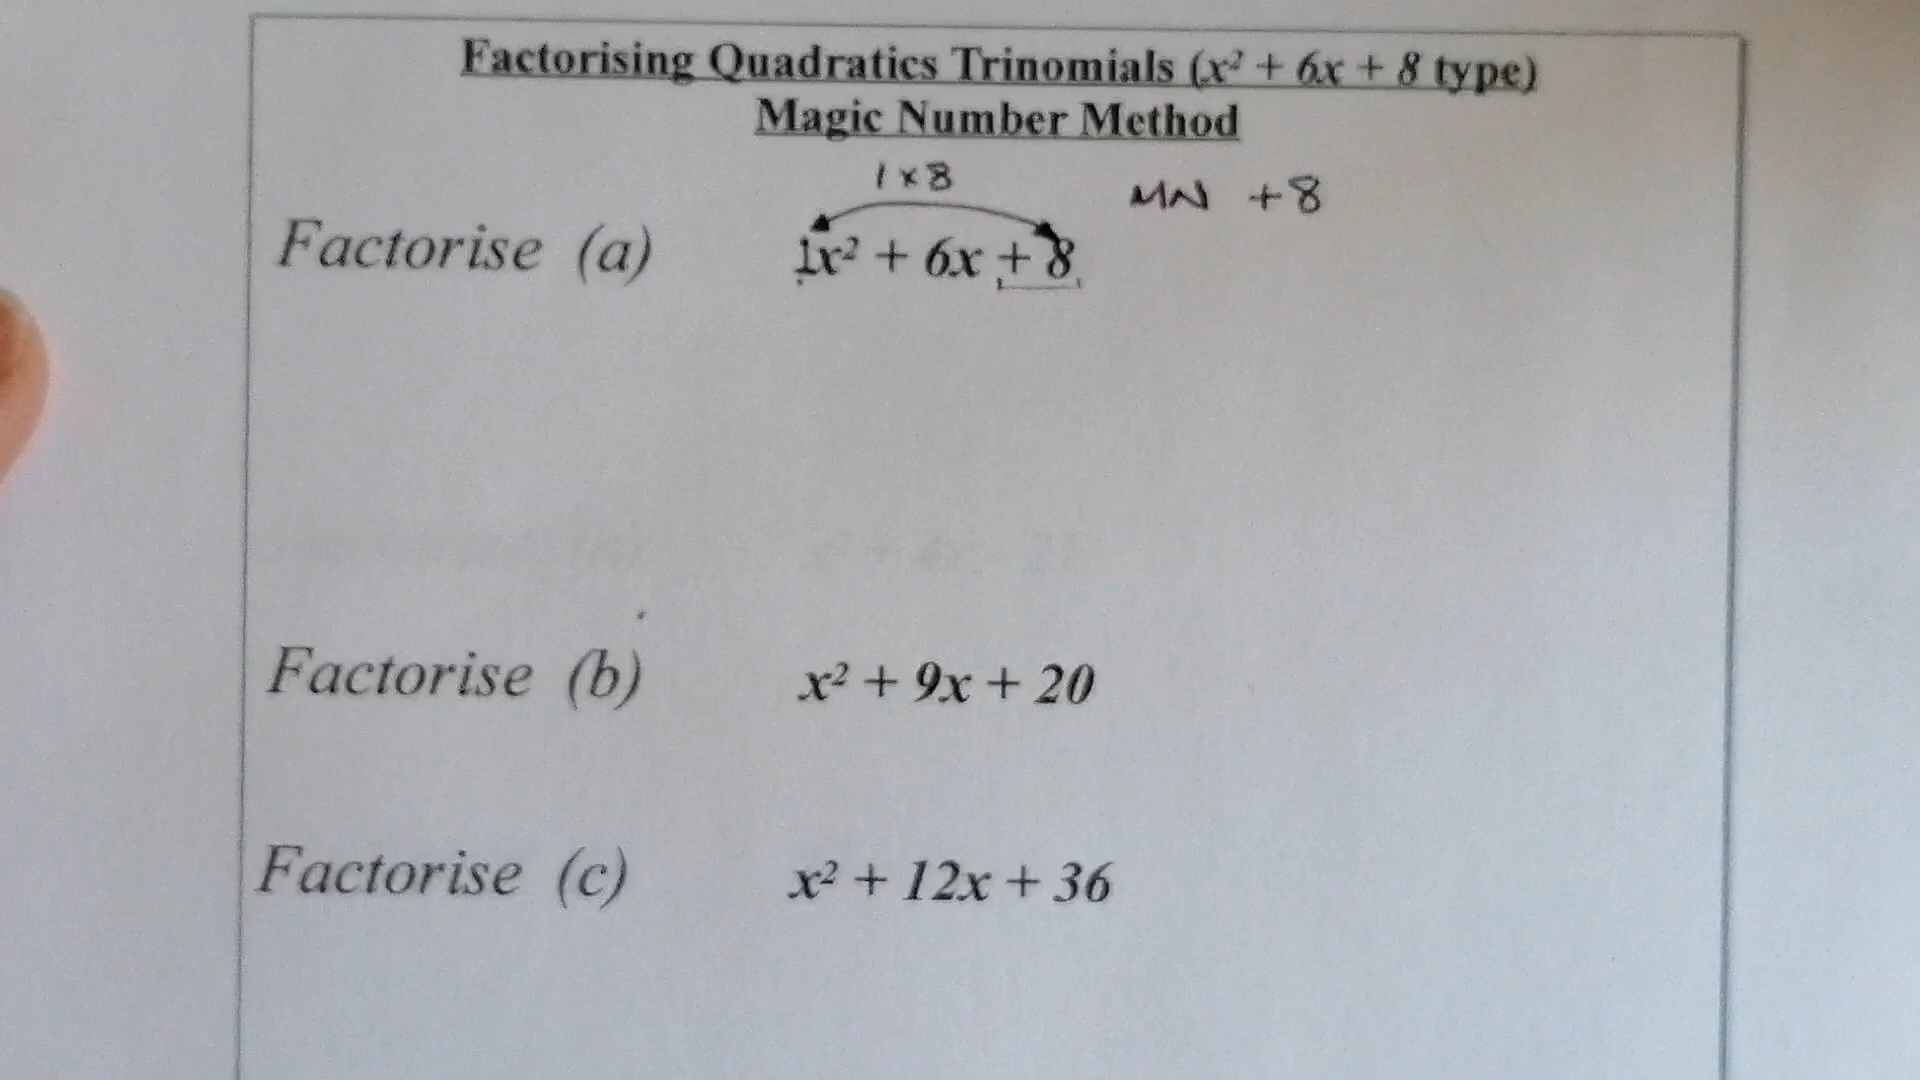 Factorising Quadratics Trinomials (x² + 6x + 8 type)
Magic Number Method
1 × 8
MN +8
Factorise (a) 1x² + 6x + 8
Factorise (b) x² + 9x + 20
Factorise (c) x² + 12x + 36